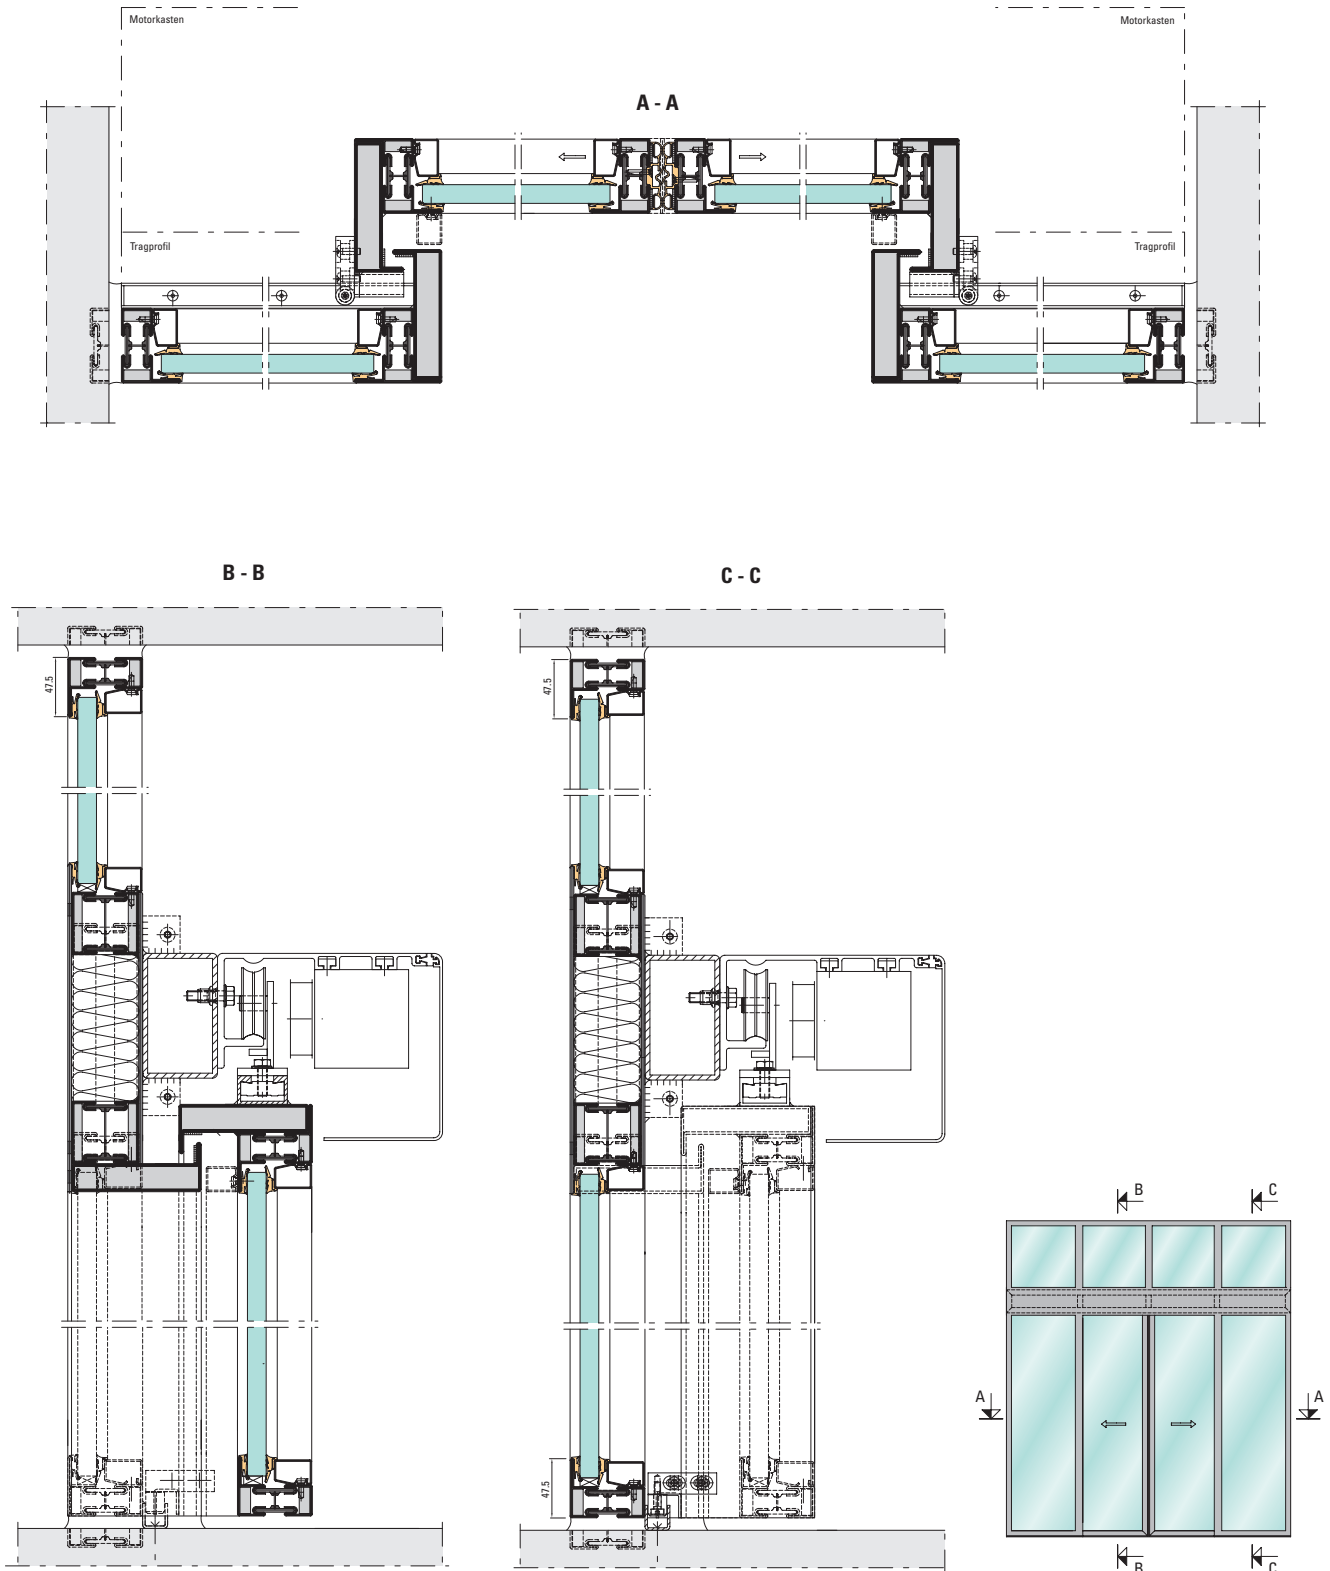 Motorkasten
Motorkasten
A - A
Tragprofil
Tragprofil
B - B
C - C
47.5
47.5
47.5
B
C
A
A
B
C